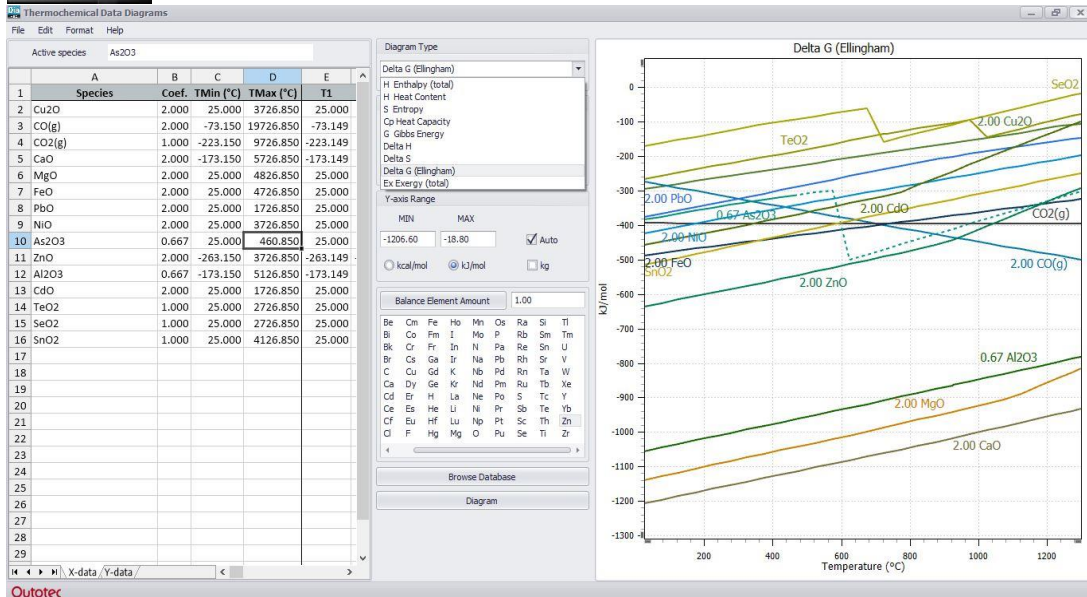 Thermochemical Data Diagrams
File Edit Format Help
Active species As2O3
A B C D E
1 Species Coef. TMin (°C) TMax (°C) T1
2 Cu2O 2.000 25.000 3726.850 25.000
3 CO(g) 2.000 -73.150 19726.850 -73.149
4 CO2(g) 1.000 -223.150 9726.850 -223.149
5 CaO 2.000 -173.150 5726.850 -173.149
6 MgO 2.000 25.000 4826.850 25.000
7 FeO 2.000 25.000 4726.850 25.000
8 PbO 2.000 25.000 1726.850 25.000
9 NiO 2.000 25.000 3726.850 25.000
10 As2O3 0.667 25.000 460.850 25.000
11 ZnO 2.000 -263.150 3726.850 -263.149
12 Al2O3 0.667 -173.150 5126.850 -173.149
13 CdO 2.000 25.000 1726.850 25.000
14 TeO2 1.000 25.000 2726.850 25.000
15 SeO2 1.000 25.000 2726.850 25.000
16 SnO2 1.000 25.000 4126.850 25.000
17
18
19
20
21
22
23
24
25
26
27
28
29
X-data Y-data
Outotec
Diagram Type
Delta G (Ellingham)
H Enthalpy (total)
H Heat Content
S Entropy
Cp Heat Capacity
G Gibbs Energy
Delta H
Delta S
Delta G (Ellingham)
Ex Exergy (total)
Y-axis Range
MIN MAX
-1206.60 -18.80 Auto
kcal/mol kJ/mol kg
Balance Element Amount 1.00
Be Cm Fe Ho Mn Os Ra Si Tl
Bi Co Fm I Mo P Rb Sm Tm
Bk Cr Fr In N Pa Re Sn U
Br Cs Ga Ir Na Pb Rh Sr V
C Cu Gd K Nb Pd Rn Ta W
Ca Dy Ge Kr Nd Pm Ru Tb Xe
Cd Er H La Ne Po S Tc Y
Ce Es He Li Ni Pr Sb Te Yb
Cf Eu Hf Lu Np Pt Sc Th Zn
Cl F Hg Mg O Pu Se Ti Zr
Browse Database
Diagram
Delta G (Ellingham)
0
-100
-200
-300
-400
-500
-600
-700
-800
-900
-1000
-1100
-1200
-1300
kJ/mol
SeO2
2.00 Cu2O
TeO2
2.00 PbO
0.67 As2O3
2.00 CdO
CO2(g)
2.00 NiO
2.00 FeO
2.00 CO(g)
SnO2
2.00 ZnO
0.67 Al2O3
2.00 MgO
2.00 CaO
200 400 600 800 1000 1200
Temperature (°C)